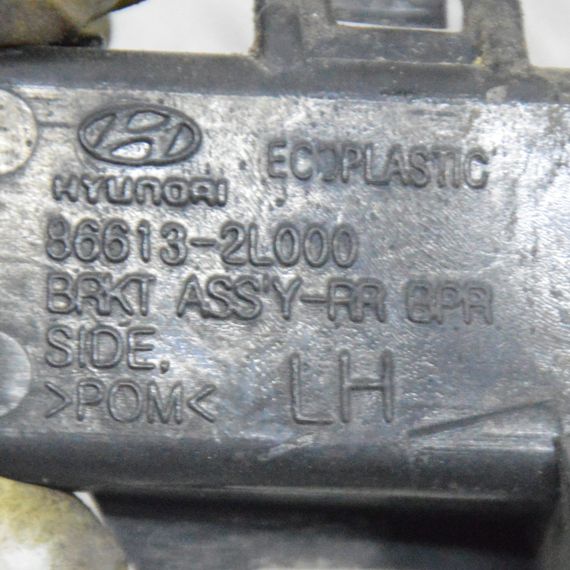 HYUNDAI ECOPLASTIC
86613-2L000
BRKT ASS'Y-RR BPR
SIDE,
>POM< LH